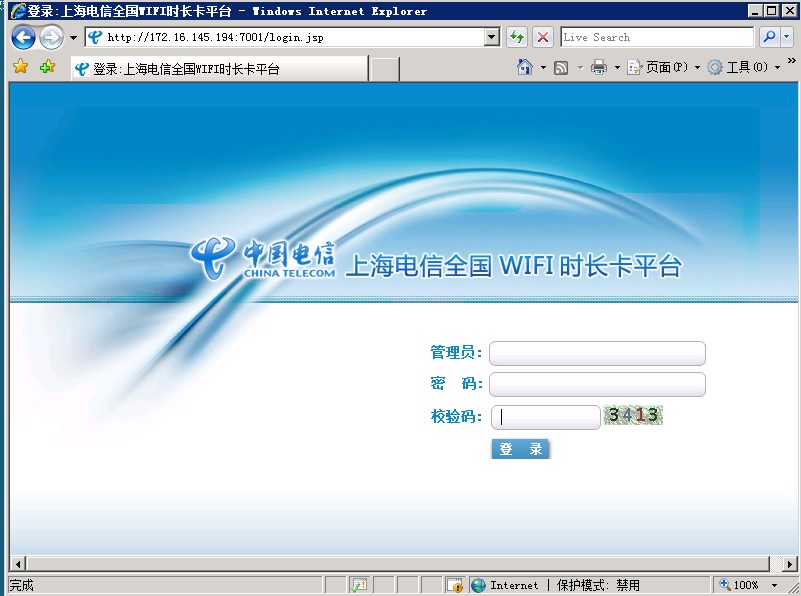 登录:上海电信全国WIFI时长卡平台 - Windows Internet Explorer
http://172.16.145.194:7001/login.jsp
Live Search
登录:上海电信全国WIFI时长卡平台
页面(P)
工具(O)
»
中国电信
CHINA TELECOM
上海电信全国 WIFI 时长卡平台
管理员:
密 码:
校验码:
3413
登 录
完成
Internet | 保护模式: 禁用
100%